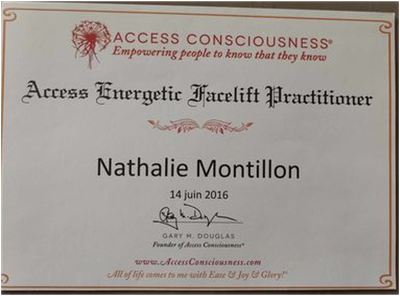 ACCESS CONSCIOUSNESS®
Empowering people to know that they know
Access Energetic Facelift Practitioner
Nathalie Montillon
14 juin 2016
GARY M. DOUGLAS
Founder of Access Consciousness®
www.AccessConsciousness.com
All of life comes to me with Ease & Joy & Glory!®